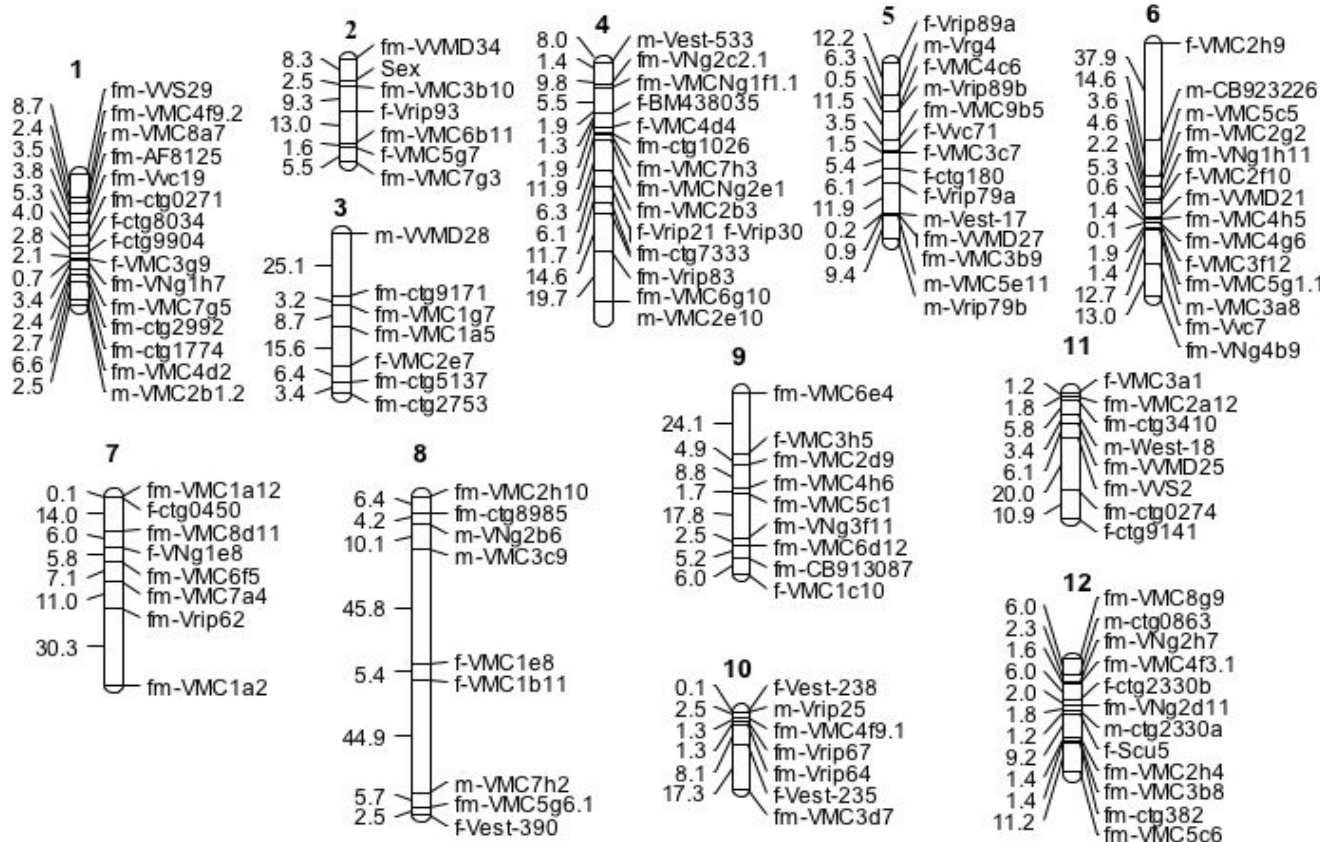 1
8.7
2.4
3.5
3.8
5.3
4.0
2.8
2.1
0.7
3.4
2.4
2.7
6.6
2.5
fm-VVS29
fm-VMC4f9.2
m-VMC8a7
fm-AF8125
fm-Vvc19
fm-ctg0271
f-ctg8034
f-ctg9904
f-VMC3g9
fm-VNg1h7
fm-VMC7g5
fm-ctg2992
fm-ctg1774
fm-VMC4d2
m-VMC2b1.2
2
8.3
2.5
9.3
13.0
1.6
5.5
fm-VVMD34
Sex
fm-VMC3b10
f-Vrip93
fm-VMC6b11
f-VMC5g7
fm-VMC7g3
3
25.1
3.2
8.7
15.6
6.4
3.4
m-VVMD28
fm-ctg9171
fm-VMC1g7
fm-VMC1a5
f-VMC2e7
fm-ctg5137
fm-ctg2753
4
8.0
1.4
9.8
5.5
1.9
1.3
1.9
11.9
6.3
6.1
11.7
14.6
19.7
m-Vest-533
fm-VNg2c2.1
fm-VMCNg1f1.1
f-BM438035
f-VMC4d4
fm-ctg1026
fm-VMC7h3
fm-VMCNg2e1
fm-VMC2b3
f-Vrip21 f-Vrip30
fm-ctg7333
fm-Vrip83
fm-VMC6g10
m-VMC2e10
5
12.2
6.3
0.5
11.5
3.5
1.5
5.4
6.1
11.9
0.2
0.9
9.4
f-Vrip89a
m-Vrg4
f-VMC4c6
m-Vrip89b
fm-VMC9b5
f-Vvc71
f-VMC3c7
f-ctg180
f-Vrip79a
m-Vest-17
fm-VVMD27
fm-VMC3b9
m-VMC5e11
m-Vrip79b
6
37.9
14.6
3.6
4.6
2.2
5.3
0.6
1.4
0.1
1.9
1.4
12.7
13.0
f-VMC2h9
m-CB923226
m-VMC5c5
fm-VMC2g2
fm-VNg1h11
f-VMC2f10
fm-VVMD21
fm-VMC4h5
fm-VMC4g6
f-VMC3f12
fm-VMC5g1.1
m-VMC3a8
fm-Vvc7
fm-VNg4b9
7
0.1
14.0
6.0
5.8
7.1
11.0
30.3
fm-VMC1a12
f-ctg0450
fm-VMC8d11
f-VNg1e8
fm-VMC6f5
fm-VMC7a4
fm-Vrip62
fm-VMC1a2
8
6.4
4.2
10.1
45.8
5.4
44.9
5.7
2.5
fm-VMC2h10
fm-ctg8985
m-VNg2b6
m-VMC3c9
f-VMC1e8
f-VMC1b11
m-VMC7h2
fm-VMC5g6.1
f-Vest-390
9
24.1
4.9
8.8
1.7
17.8
2.5
5.2
6.0
fm-VMC6e4
f-VMC3h5
fm-VMC2d9
fm-VMC4h6
fm-VMC5c1
fm-VNg3f11
fm-VMC6d12
fm-CB913087
f-VMC1c10
10
0.1
2.5
1.3
1.3
8.1
17.3
f-Vest-238
m-Vrip25
fm-VMC4f9.1
fm-Vrip67
fm-Vrip64
f-Vest-235
fm-VMC3d7
11
1.2
1.8
5.8
3.4
6.1
20.0
10.9
f-VMC3a1
fm-VMC2a12
fm-ctg3410
m-West-18
fm-VVMD25
fm-VVS2
fm-ctg0274
f-ctg9141
12
6.0
2.3
1.6
6.0
2.0
1.8
1.2
9.2
1.4
1.4
11.2
fm-VMC8g9
m-ctg0863
fm-VNg2h7
fm-VMC4f3.1
f-ctg2330b
fm-VNg2d11
m-ctg2330a
f-Scu5
fm-VMC2h4
fm-VMC3b8
fm-ctg382
fm-VMC5c6